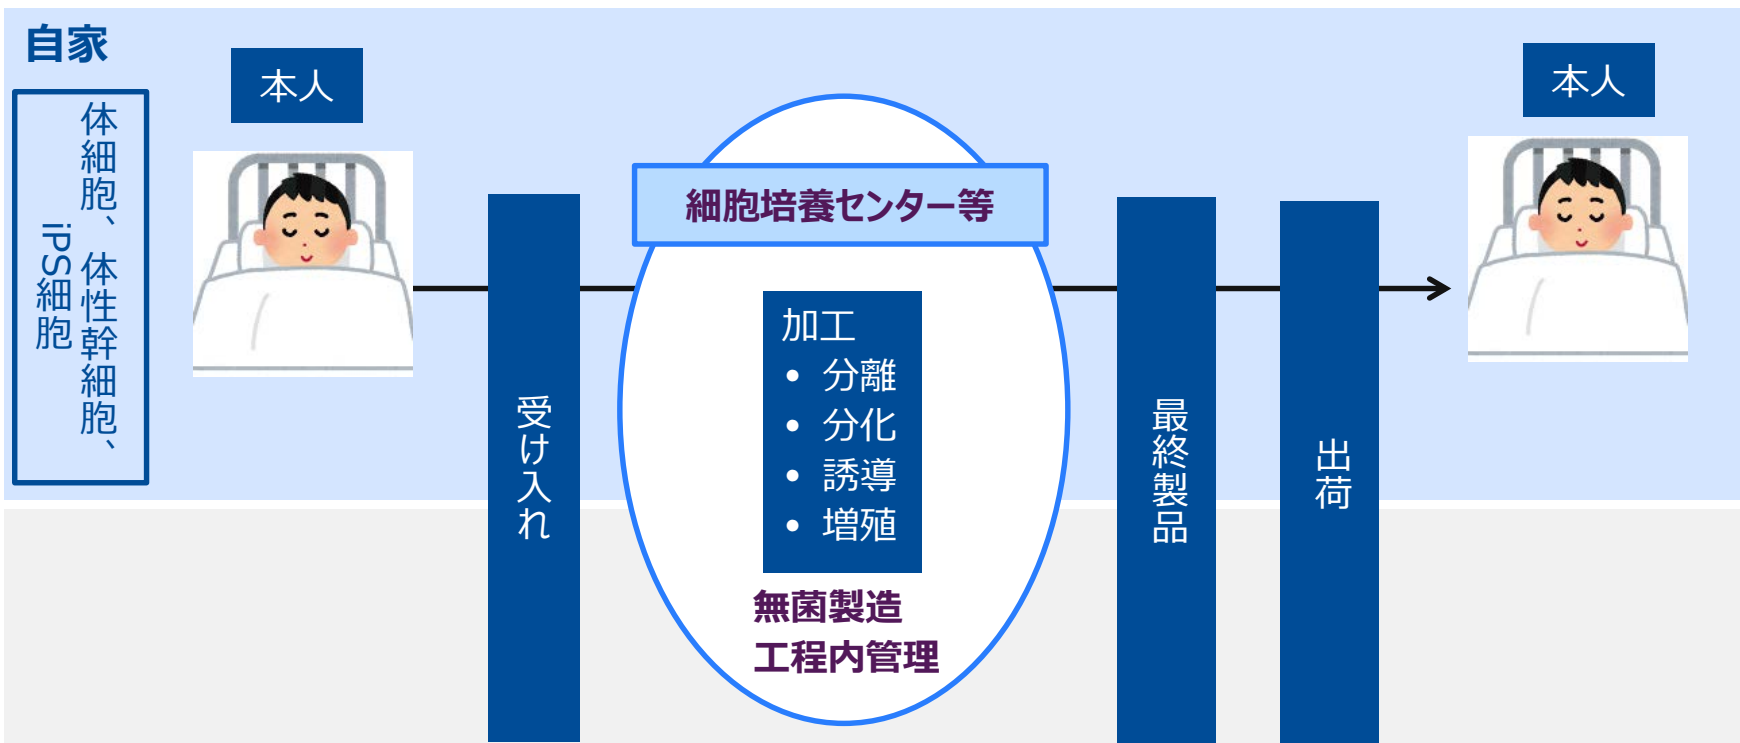 自家
体細胞、体性幹細胞、
iPS細胞
本人
受け入れ
細胞培養センター等
加工
• 分離
• 分化
• 誘導
• 増殖
無菌製造
工程内管理
最終製品
出荷
本人